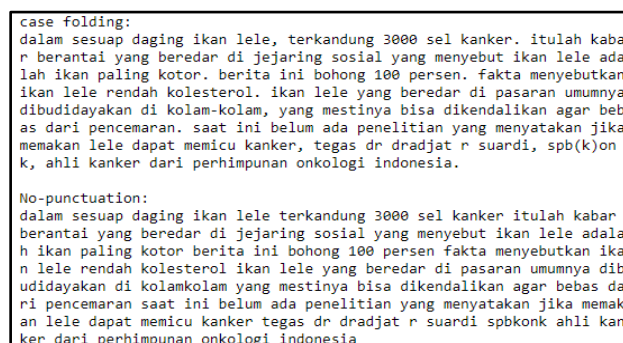 case folding:
dalam sesuap daging ikan lele, terkandung 3000 sel kanker. itulah kaba
r berantai yang beredar di jejaring sosial yang menyebut ikan lele ada
lah ikan paling kotor. berita ini bohong 100 persen. fakta menyebutkan
ikan lele rendah kolesterol. ikan lele yang beredar di pasaran umumnya
dibudidayakan di kolam-kolam, yang mestinya bisa dikendalikan agar beb
as dari pencemaran. saat ini belum ada penelitian yang menyatakan jika
memakan lele dapat memicu kanker, tegas dr dradjat r suardi, spb(k)on
k, ahli kanker dari perhimpunan onkologi indonesia.

No-punctuation:
dalam sesuap daging ikan lele terkandung 3000 sel kanker itulah kabar
berantai yang beredar di jejaring sosial yang menyebut ikan lele adala
h ikan paling kotor berita ini bohong 100 persen fakta menyebutkan ika
n lele rendah kolesterol ikan lele yang beredar di pasaran umumnya dib
udidayakan di kolamkolam yang mestinya bisa dikendalikan agar bebas da
ri pencemaran saat ini belum ada penelitian yang menyatakan jika memak
an lele dapat memicu kanker tegas dr dradjat r suardi spbkonk ahli kan
ker dari perhimpunan onkologi indonesia